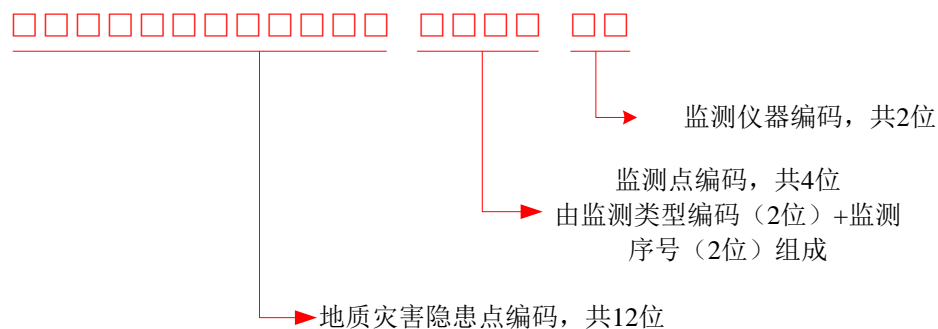 □□□□□□□□□□□□ □□□□ □□
监测仪器编码，共2位
监测点编码，共4位
由监测类型编码（2位）+监测
序号（2位）组成
地质灾害隐患点编码，共12位